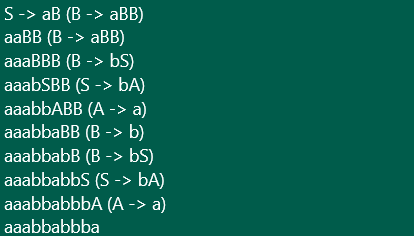 S -> aB (B -> aBB)
aaBB (B -> aBB)
aaaBBB (B -> bS)
aaabSBB (S -> bA)
aaabbABB (A -> a)
aaabbaBB (B -> b)
aaabbabB (B -> bS)
aaabbabbS (S -> bA)
aaabbabbbA (A -> a)
aaabbabbba